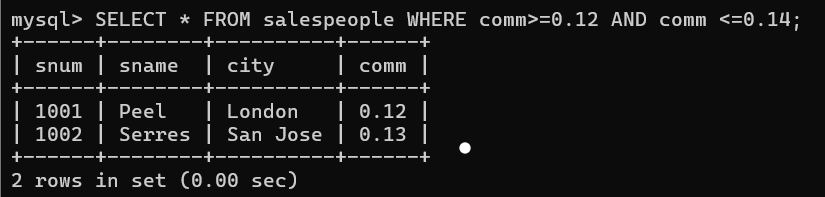 mysql> SELECT * FROM salespeople WHERE comm>=0.12 AND comm <=0.14;
+------+--------+----------+------+
| snum | sname  | city     | comm |
+------+--------+----------+------+
| 1001 | Peel   | London   | 0.12 |
| 1002 | Serres | San Jose | 0.13 |
+------+--------+----------+------+
2 rows in set (0.00 sec)